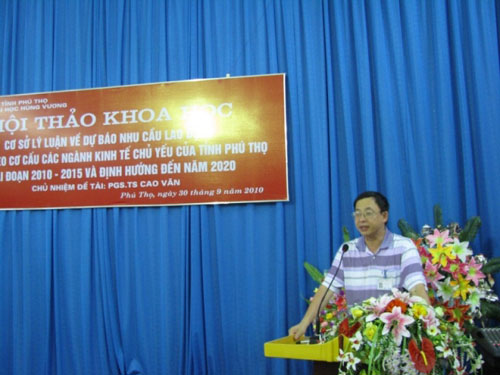 TỈNH PHÚ THỌ
HỌC HÙNG VƯƠNG
THẢO KHOA HỌC
CƠ SỞ LÝ LUẬN VỀ DỰ BÁO NHU CẦU LAO
CƠ CẤU CÁC NGÀNH KINH TẾ CHỦ YẾU CỦA TỈNH PHÚ THỌ
ĐOẠN 2010 - 2015 VÀ ĐỊNH HƯỚNG ĐẾN NĂM 2020
CHỦ NHIỆM ĐỀ TÀI: PGS.TS CAO VĂN
Phú Thọ, ngày 30 tháng 9 năm 2010